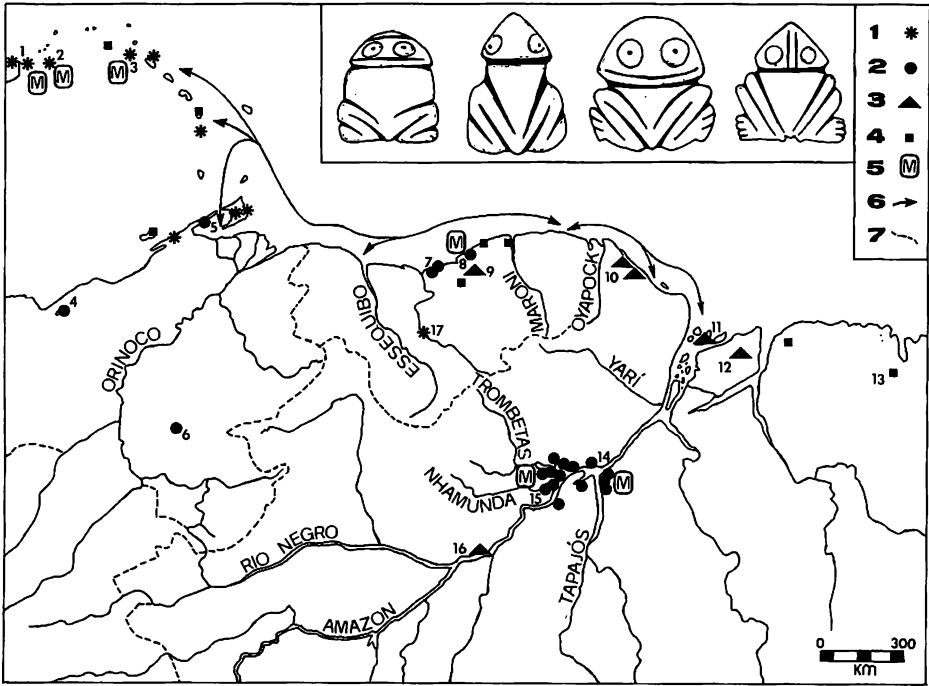 1
2
3
4
5
M
6
7
1
2
3
M
M
M
5
4
6
M
7
8
9
10
11
12
13
14
15
16
17
M
M
ORINOCO
ESSEQUIBO
MARONI
OYAPOCK
YARÍ
TROMBETAS
NHAMUNDA
RIO NEGRO
AMAZON
TAPAJÓS
0 300
KM